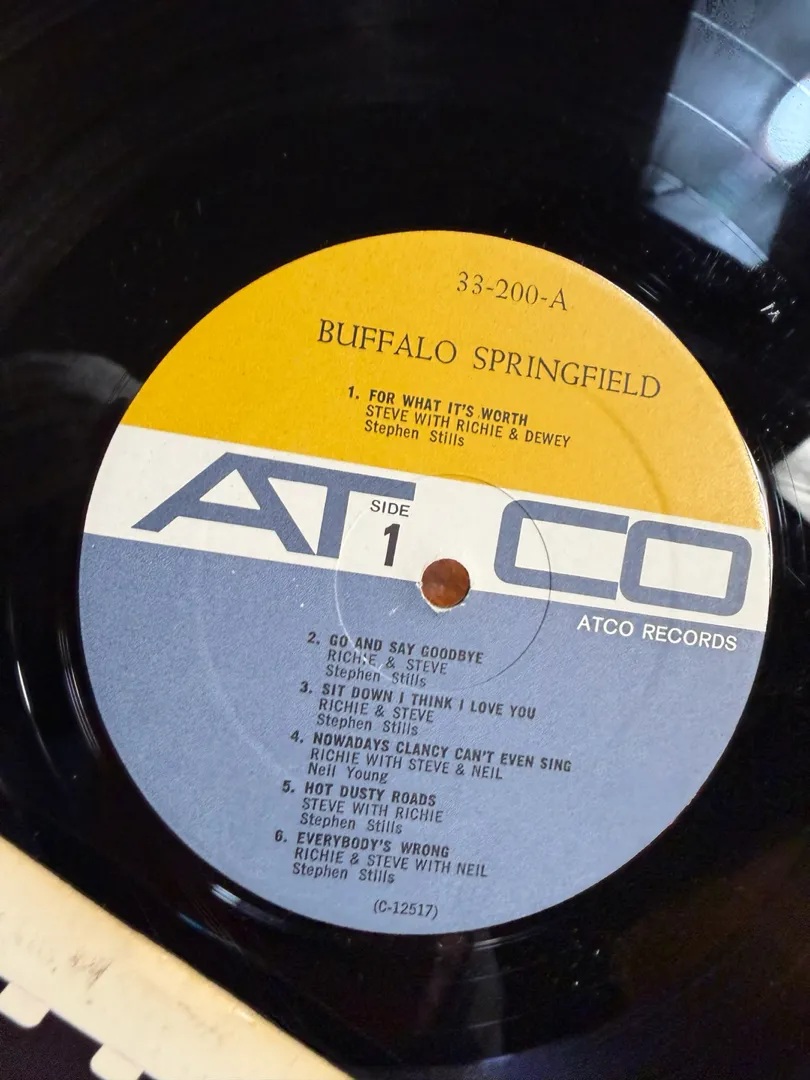 33-200-A
BUFFALO SPRINGFIELD
1. FOR WHAT IT'S WORTH
STEVE WITH RICHIE & DEWEY
Stephen Stills
ATCO
SIDE
1
ATCO RECORDS
2. GO AND SAY GOODBYE
RICHIE & STEVE
Stephen Stills
3. SIT DOWN I THINK I LOVE YOU
RICHIE & STEVE
Stephen Stills
4. NOWADAYS CLANCY CAN'T EVEN SING
RICHIE WITH STEVE & NEIL
Neil Young
5. HOT DUSTY ROADS
STEVE WITH RICHIE
Stephen Stills
6. EVERYBODY'S WRONG
RICHIE & STEVE WITH NEIL
Stephen Stills
(C-12517)